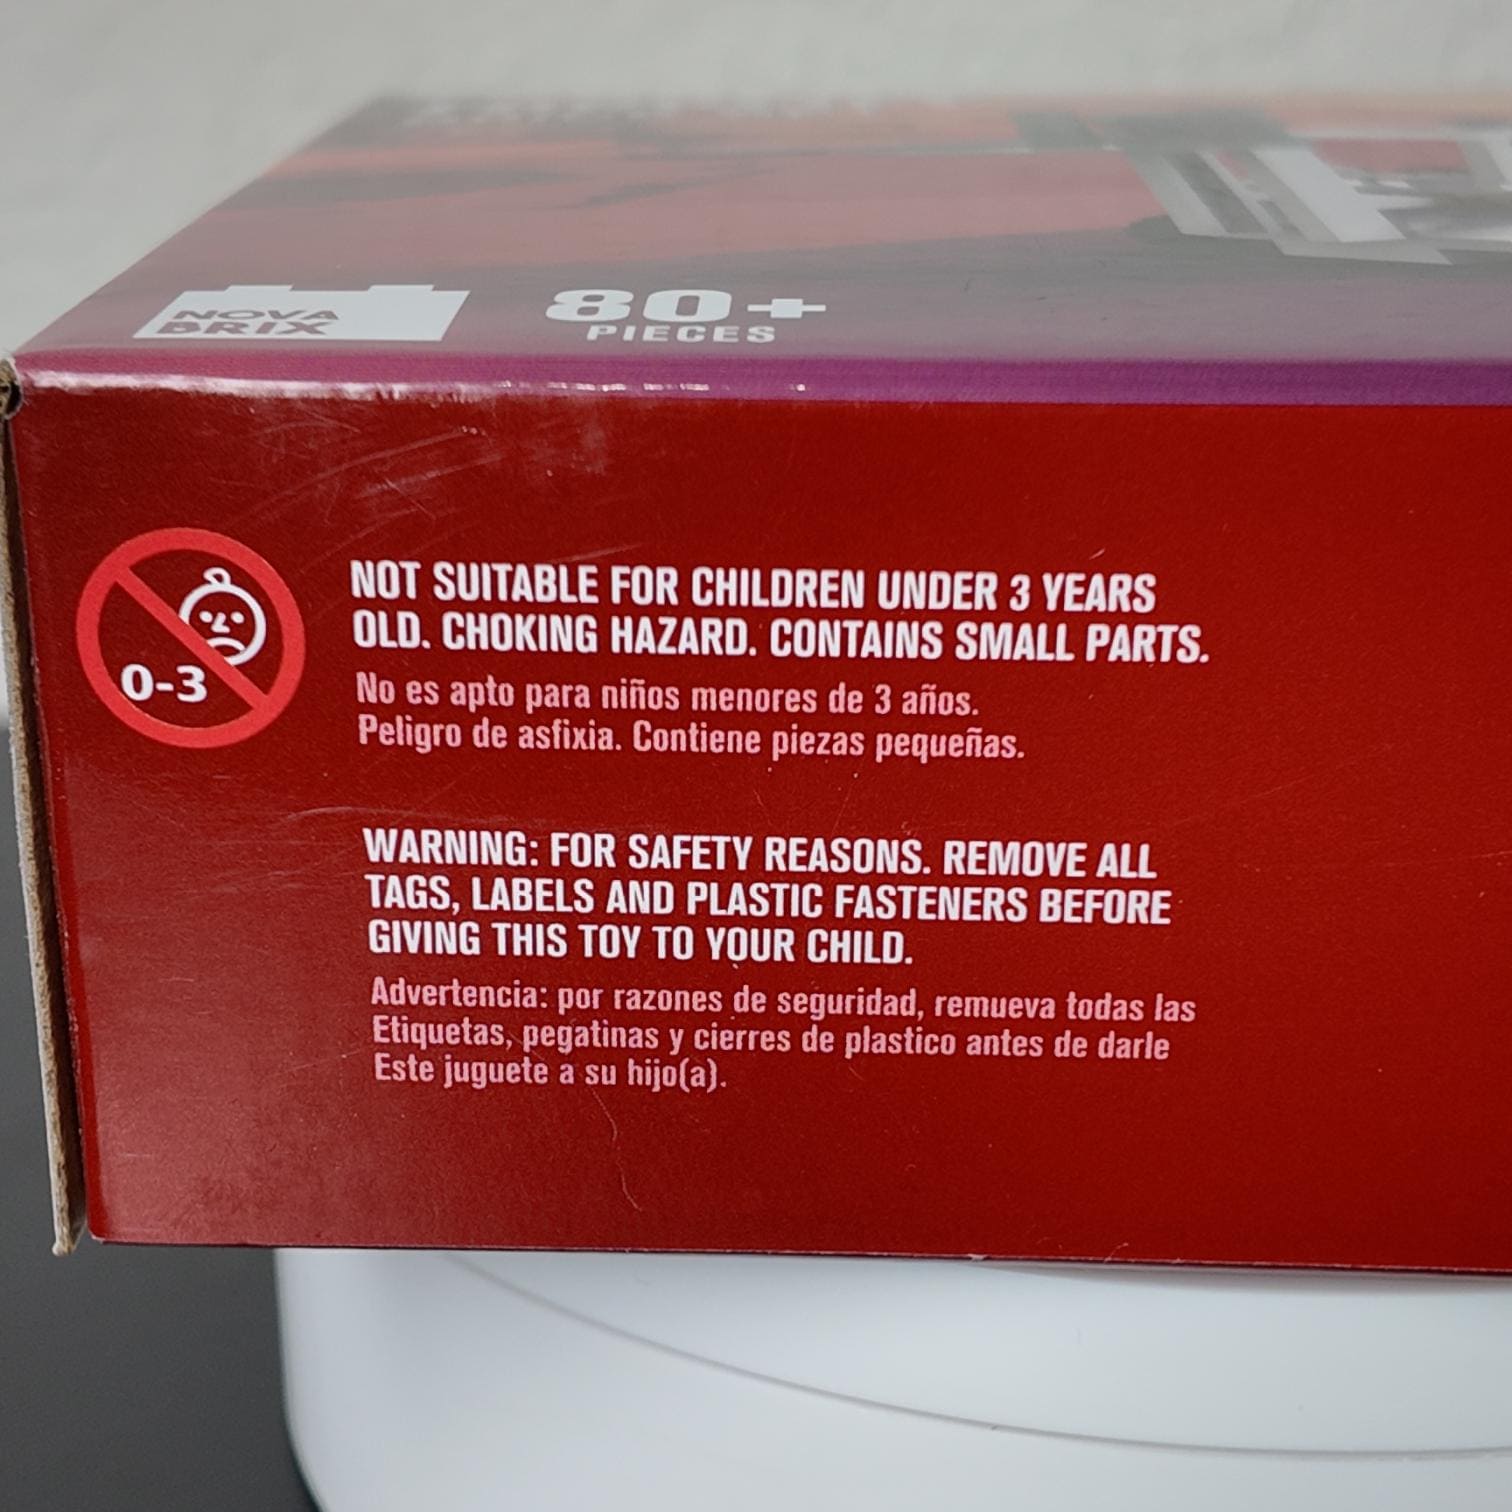 NOVA
BRIX
80+
PIECES
0-3
NOT SUITABLE FOR CHILDREN UNDER 3 YEARS
OLD. CHOKING HAZARD. CONTAINS SMALL PARTS.
No es apto para niños menores de 3 años.
Peligro de asfixia. Contiene piezas pequeñas.
WARNING: FOR SAFETY REASONS. REMOVE ALL
TAGS, LABELS AND PLASTIC FASTENERS BEFORE
GIVING THIS TOY TO YOUR CHILD.
Advertencia: por razones de seguridad, remueva todas las
Etiquetas, pegatinas y cierres de plastico antes de darle
Este juguete a su hijo(a).